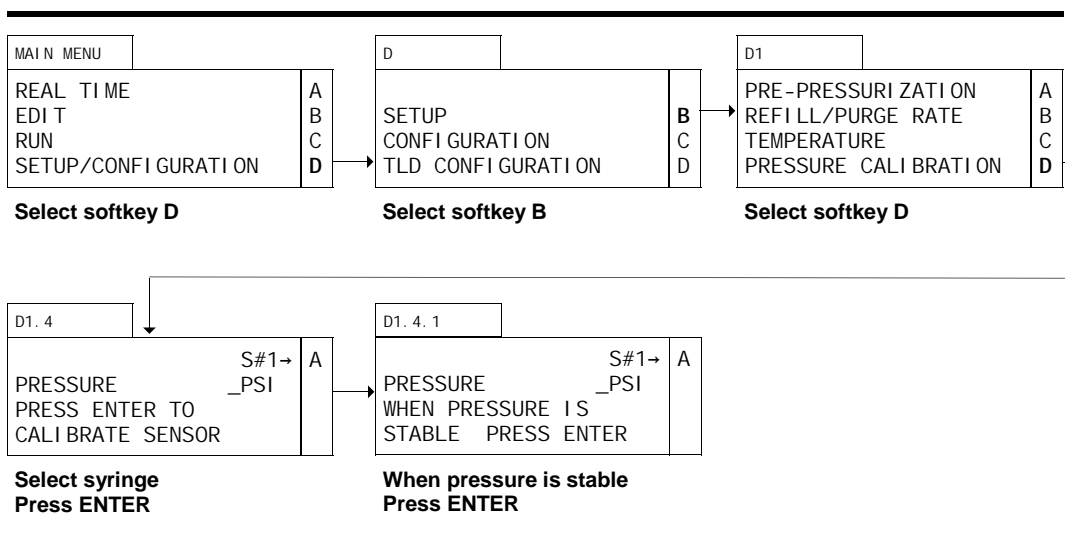 MAIN MENU
REAL TIME A
EDIT B
RUN C
SETUP/CONFIGURATION D
Select softkey D
D
SETUP B
CONFIGURATION C
TLD CONFIGURATION D
Select softkey B
D1
PRE-PRESSURIZATION A
REFILL/PURGE RATE B
TEMPERATURE C
PRESSURE CALIBRATION D
Select softkey D
D1.4
S#1→ A
PRESSURE _PSI
PRESS ENTER TO
CALIBRATE SENSOR
Select syringe
Press ENTER
D1.4.1
S#1→ A
PRESSURE _PSI
WHEN PRESSURE IS
STABLE PRESS ENTER
When pressure is stable
Press ENTER